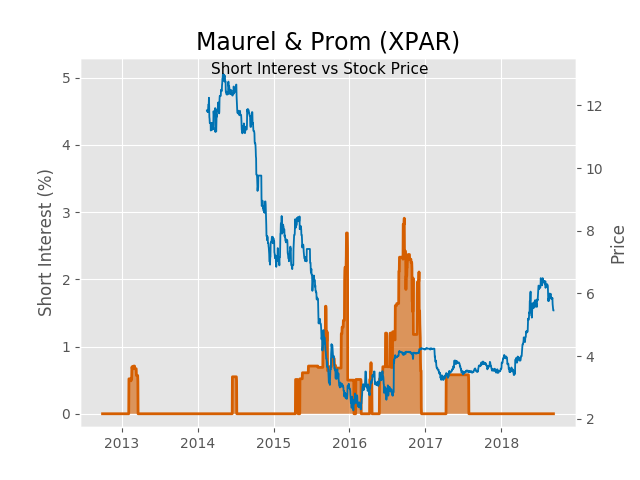 Maurel & Prom (XPAR)
Short Interest vs Stock Price
Short Interest (%)
5
4
3
2
1
0
12
10
8
6
4
2
Price
2013 2014 2015 2016 2017 2018